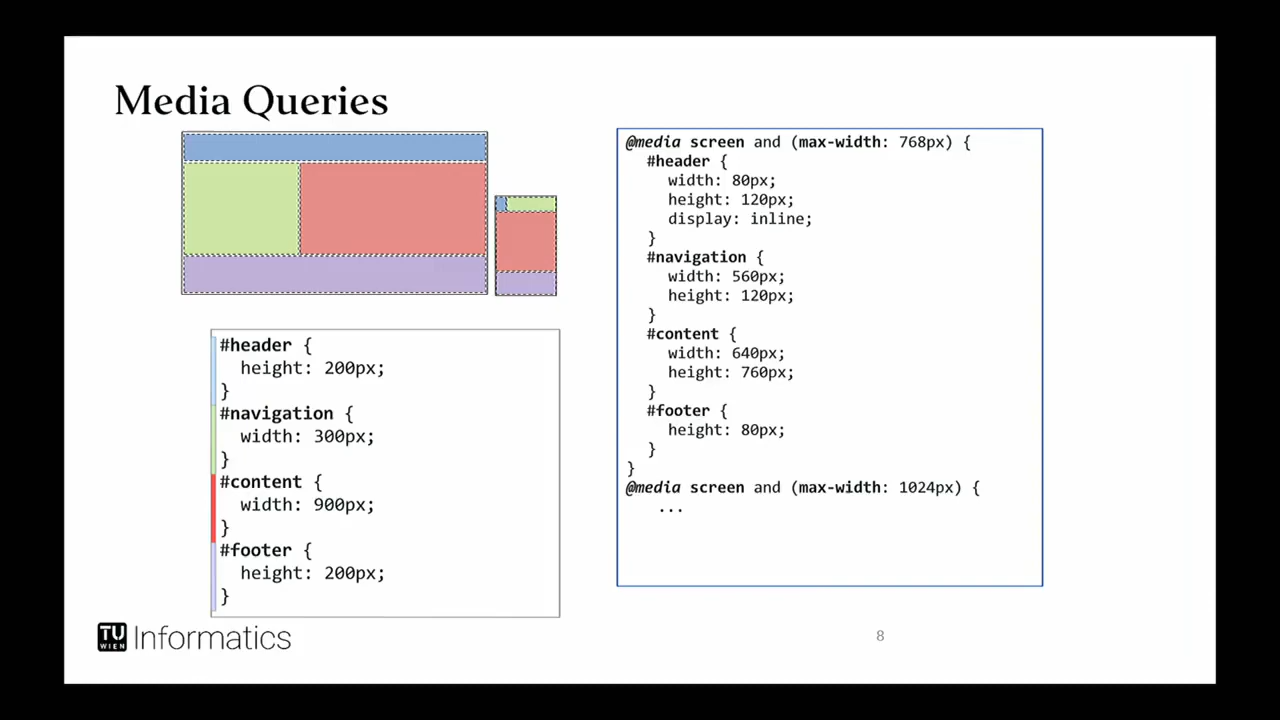 Media Queries
#header {
height: 200px;
}
#navigation {
width: 300px;
}
#content {
width: 900px;
}
#footer {
height: 200px;
}
@media screen and (max-width: 768px) {
#header {
width: 80px;
height: 120px;
display: inline;
}
#navigation {
width: 560px;
height: 120px;
}
#content {
width: 640px;
height: 760px;
}
#footer {
height: 80px;
}
}
@media screen and (max-width: 1024px) {
...
TU
WIEN
Informatics
8